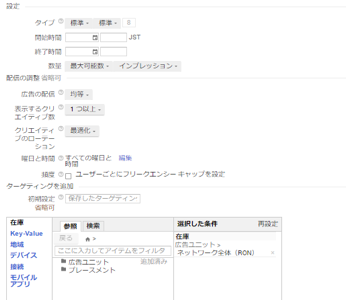 設定
タイプ ? 標準 標準 8
開始時間 JST
終了時間
数量 最大可能数 インプレッション
配信の調整 省略可
広告の配信 ? 均等
表示するクリエイティブ数 ? 1 つ以上
クリエイティブのローテーション ? 最適化
曜日と時間 ? すべての曜日と時間 編集
頻度 ? ユーザーごとにフリークエンシー キャップを設定
ターゲティングを追加
初期設定 ? 保存したターゲティン
省略可
在庫
Key-Value
地域
デバイス
接続
モバイル
アプリ
参照 検索
戻る >
ここに入力してアイテムをフィルタ
広告ユニット 追加済み
プレースメント
選択した条件 再設定
在庫
広告ユニット »
ネットワーク全体（RON） ×